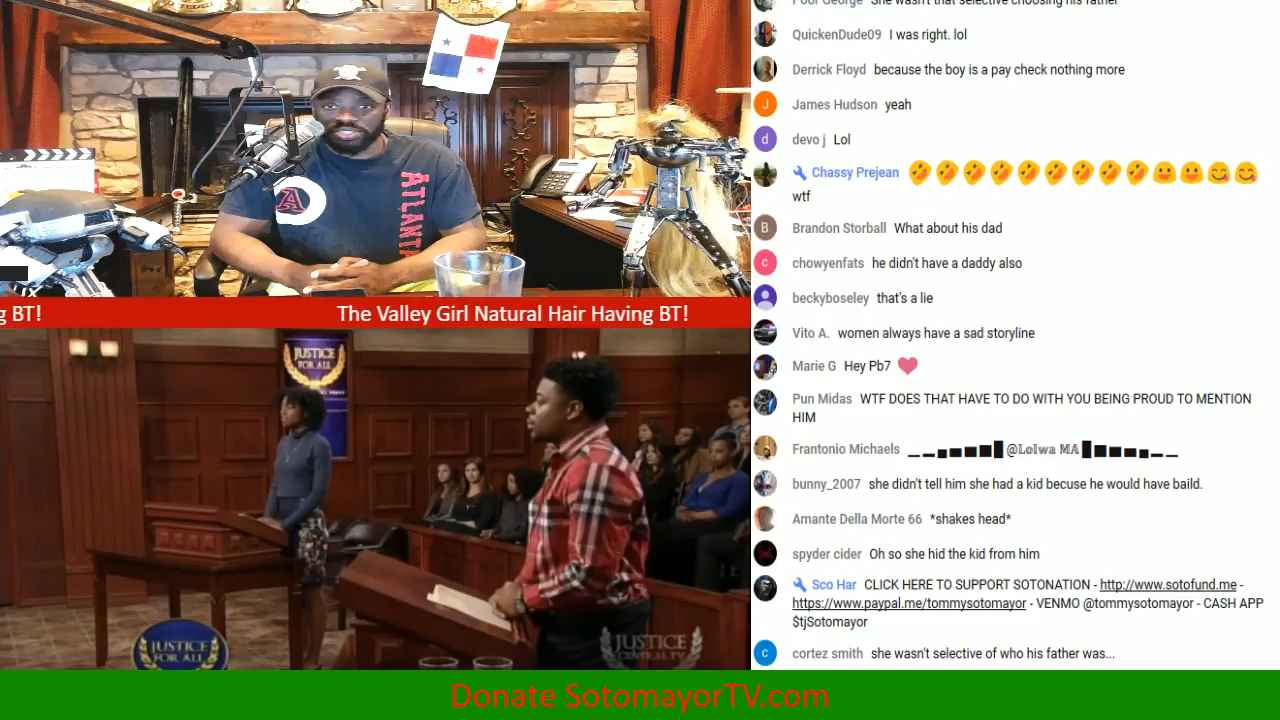 ATLANTA
A
g BT!
The Valley Girl Natural Hair Having BT!
JUSTICE
FOR ALL
JUSTICE
FOR ALL
JUSTICE
CENTRAL.TV
She wasn't that selective choosing his father
QuickenDude09 I was right. lol
Derrick Floyd because the boy is a pay check nothing more
J James Hudson yeah
d devo j Lol
Chassy Prejean
wtf
B Brandon Storball What about his dad
c chowyenfats he didn't have a daddy also
beckyboseley that's a lie
Vito A. women always have a sad storyline
Marie G Hey Pb7
Pun Midas WTF DOES THAT HAVE TO DO WITH YOU BEING PROUD TO MENTION
HIM
Frantonio Michaels ▁▂▄▅▆▇█ @𝕃𝕠𝕝𝕨𝕒 𝕄𝔸 █▇▆▅▄▂▁
bunny_2007 she didn't tell him she had a kid becuse he would have baild.
Amante Della Morte 66 *shakes head*
spyder cider Oh so she hid the kid from him
Sco Har CLICK HERE TO SUPPORT SOTONATION - http://www.sotofund.me -
https://www.paypal.me/tommysotomayor - VENMO @tommysotomayor - CASH APP
$tjSotomayor
c cortez smith she wasn't selective of who his father was...
Donate SotomayorTV.com